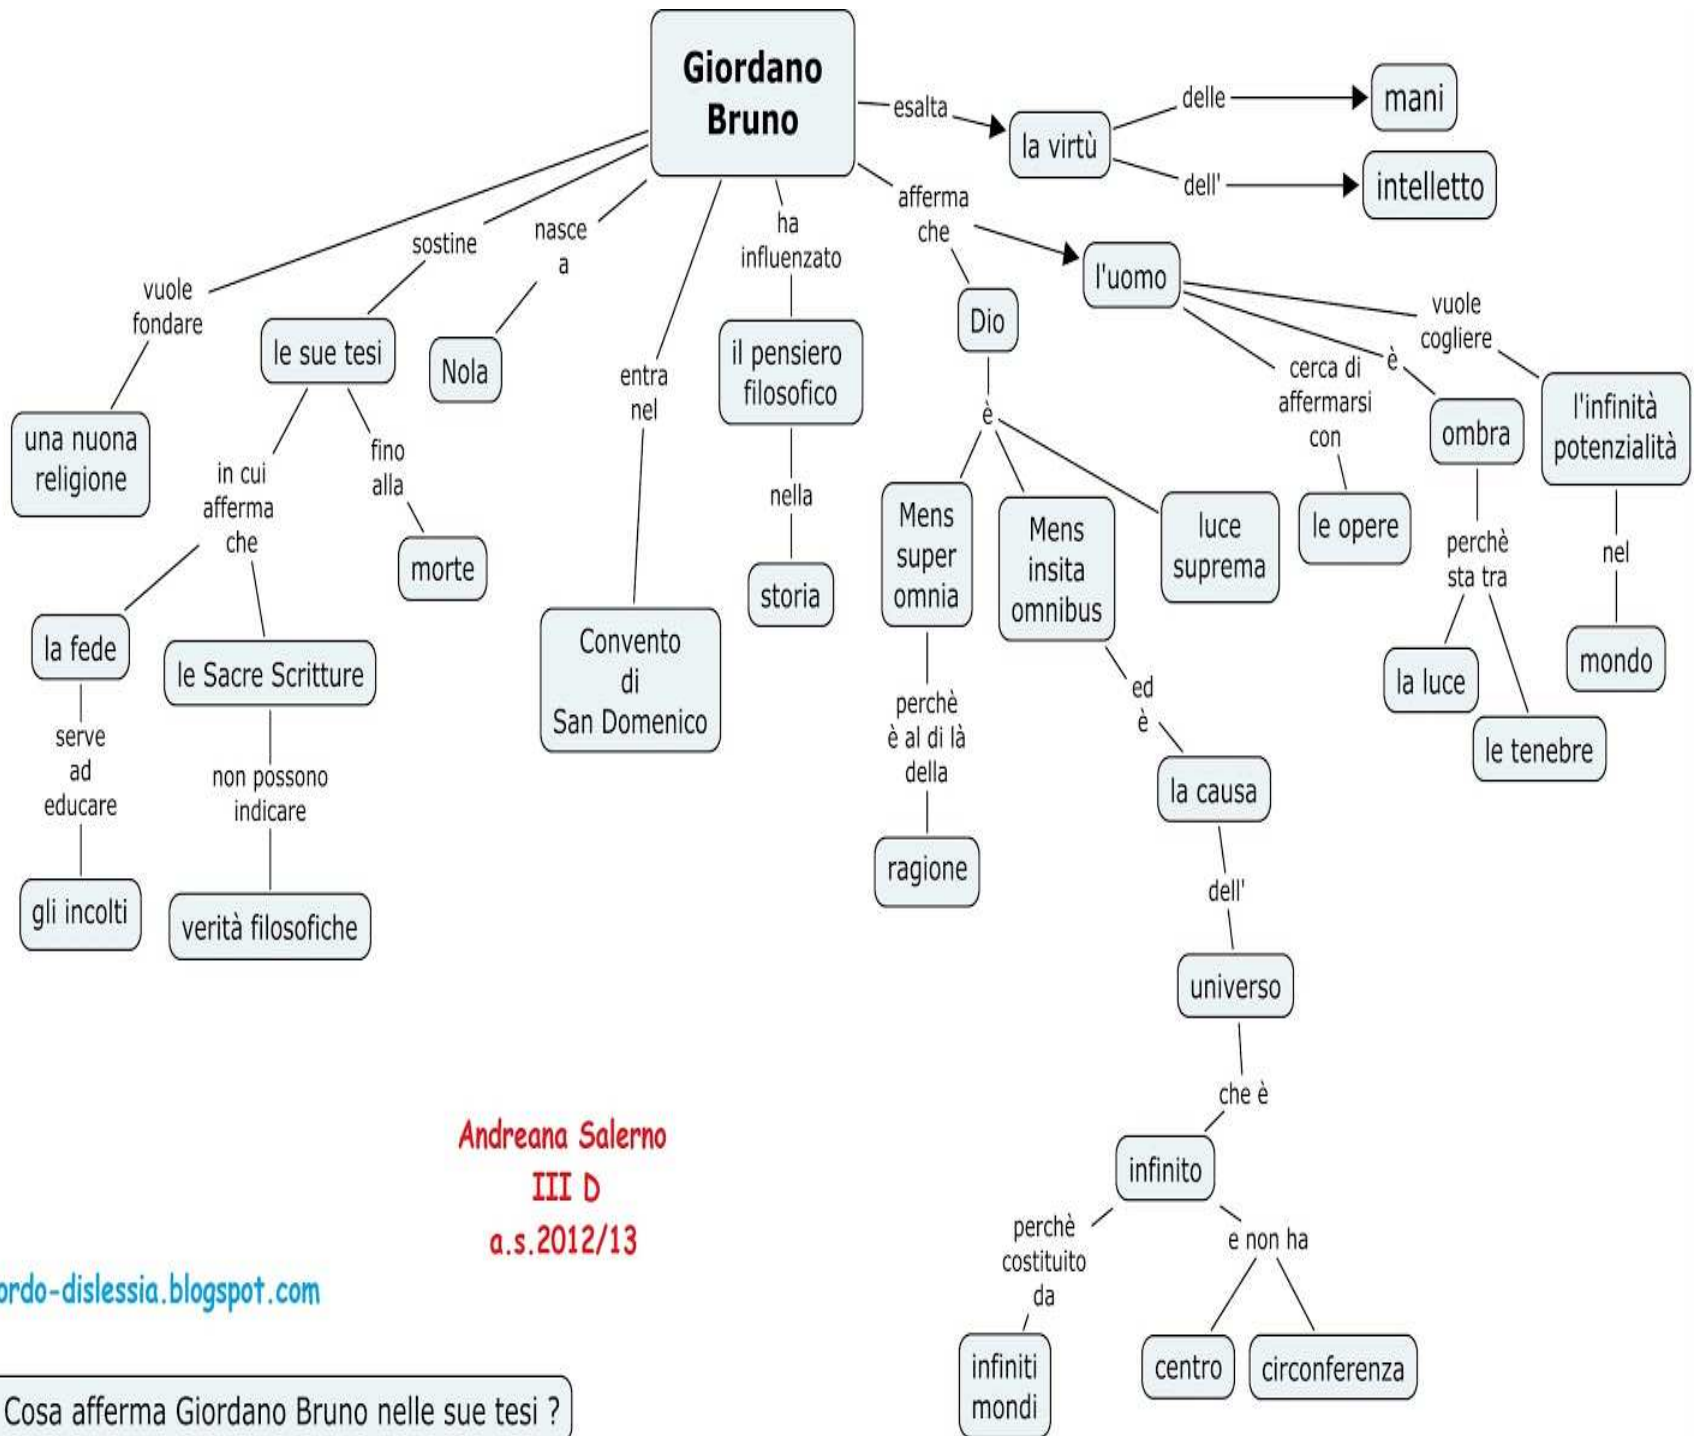 Giordano
Bruno
esalta
la virtù
delle
mani
dell'
intelletto
afferma
che
l'uomo
vuole
cogliere
l'infinità
potenzialità
nel
mondo
è
ombra
perchè
sta tra
la luce
le tenebre
cerca di
affermarsi
con
le opere
Dio
è
Mens
super
omnia
perchè
è al di là
della
ragione
Mens
insita
omnibus
ed
è
la causa
dell'
universo
che è
infinito
perchè
costituito
da
infiniti
mondi
e non ha
centro
circonferenza
luce
suprema
ha
influenzato
il pensiero
filosofico
nella
storia
entra
nel
Convento
di
San Domenico
nasce
a
Nola
sostine
le sue tesi
fino
alla
morte
in cui
afferma
che
la fede
serve
ad
educare
gli incolti
le Sacre Scritture
non possono
indicare
verità filosofiche
vuole
fondare
una nuona
religione
Andreana Salerno
III D
a.s.2012/13
ordo-dislessia.blogspot.com
Cosa afferma Giordano Bruno nelle sue tesi ?